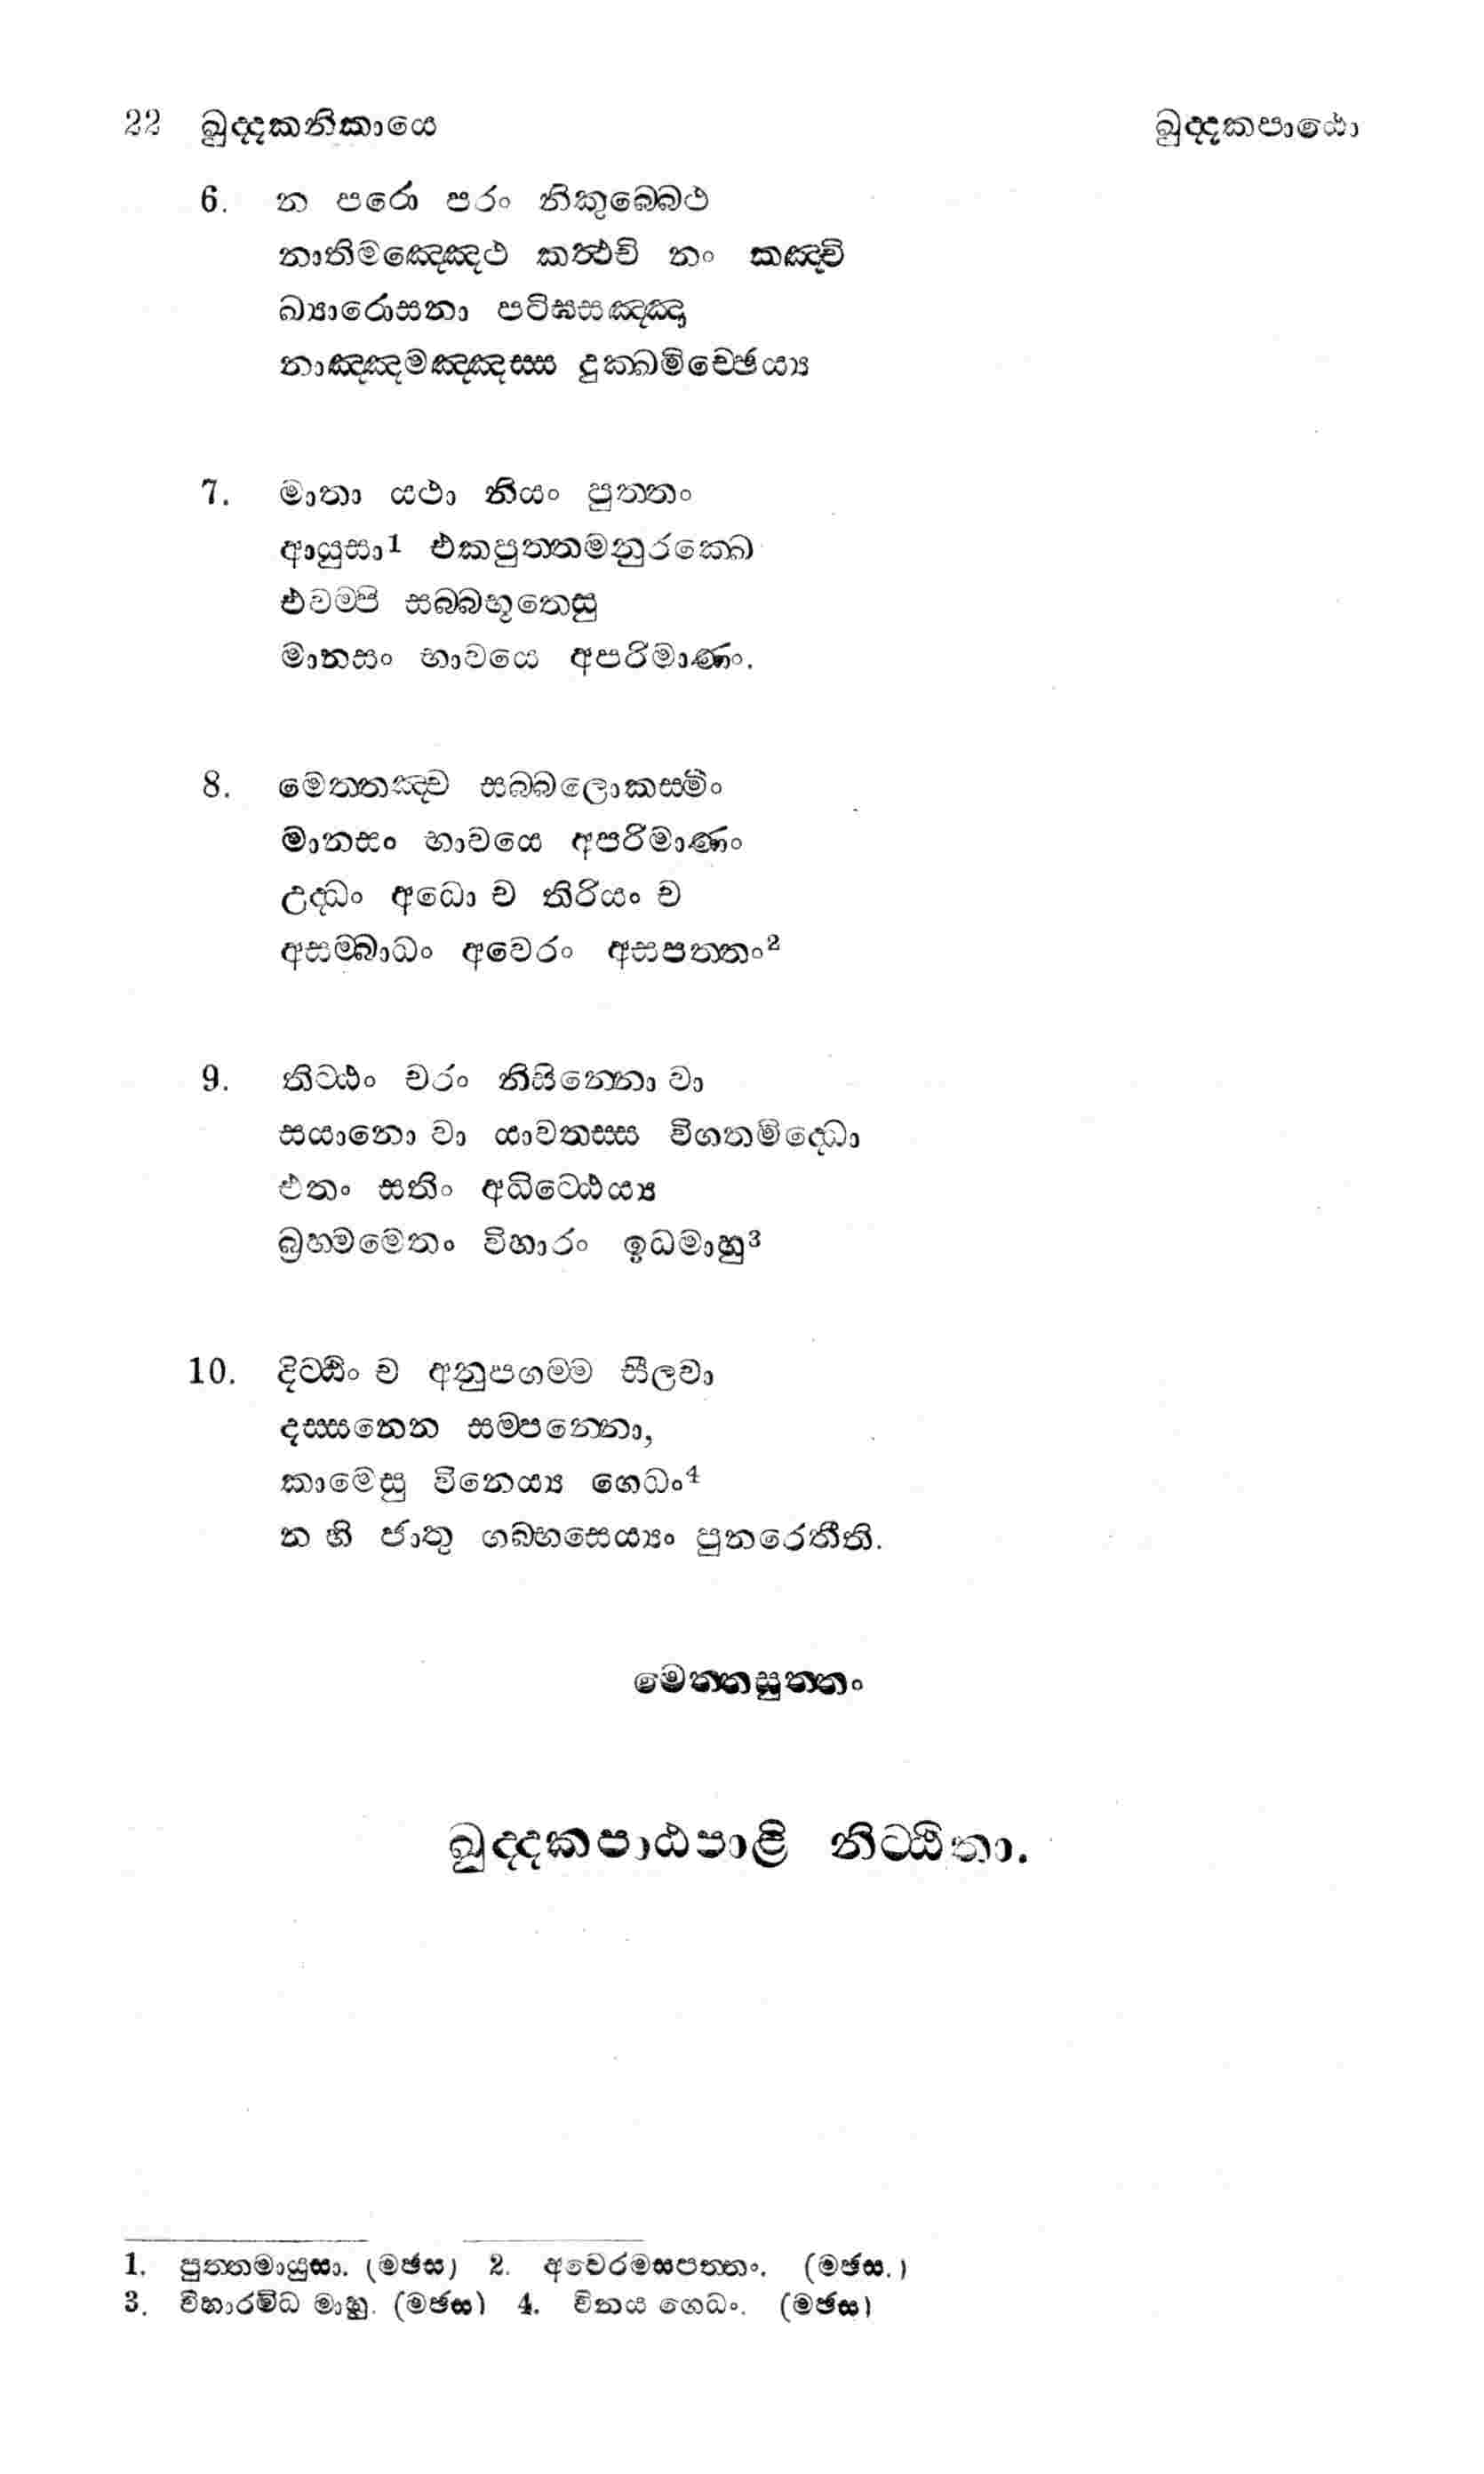 22 ඛුද්දකනිකායෙ ඛුද්දකපාඨො
6. න පරො පරං නිකුබ්බෙථ
නාතිමඤ්ඤෙථ කත්ථචි නං කඤ්චි
ඛ්‍යාරොසනා පටිඝසඤ්ඤා
නාඤ්ඤමඤ්ඤස්ස දුක්ඛමිච්ඡෙය්‍ය
7. මාතා යථා නියං පුත්තං
ආයුසා1 එකපුත්තමනුරක්ඛෙ
එවම්පි සබ්බභූතෙසු
මානසං භාවයෙ අපරිමාණං.
8. මෙත්තඤ්ච සබ්බලොකස්මිං
මානසං භාවයෙ අපරිමාණං
උද්ධං අධො ච තිරියං ච
අසම්බාධං අවෙරං අසපත්තං2
9. තිට්ඨං චරං නිසින්නො වා
සයානො වා යාවතස්ස විගතමිද්ධො
එතං සතිං අධිට්ඨෙය්‍ය
බ්‍රහ්මමෙතං විහාරං ඉධමාහු3
10. දිට්ඨිං ච අනුපගම්ම සීලවා
දස්සනෙන සම්පන්නො,
කාමෙසු විනෙය්‍ය ගෙධං4
න හි ජාතු ගබ්භසෙය්‍යං පුනරෙතීති.
මෙත්තසුත්තං
ඛුද්දකපාඨපාළි නිට්ඨිතා.
1. පුත්තමායුසා. (මඡස) 2. අවෙරමසපත්තං. (මඡස.)
3. විහාරමිධ මාහු. (මඡස) 4. විනය ගෙධං. (මඡස)